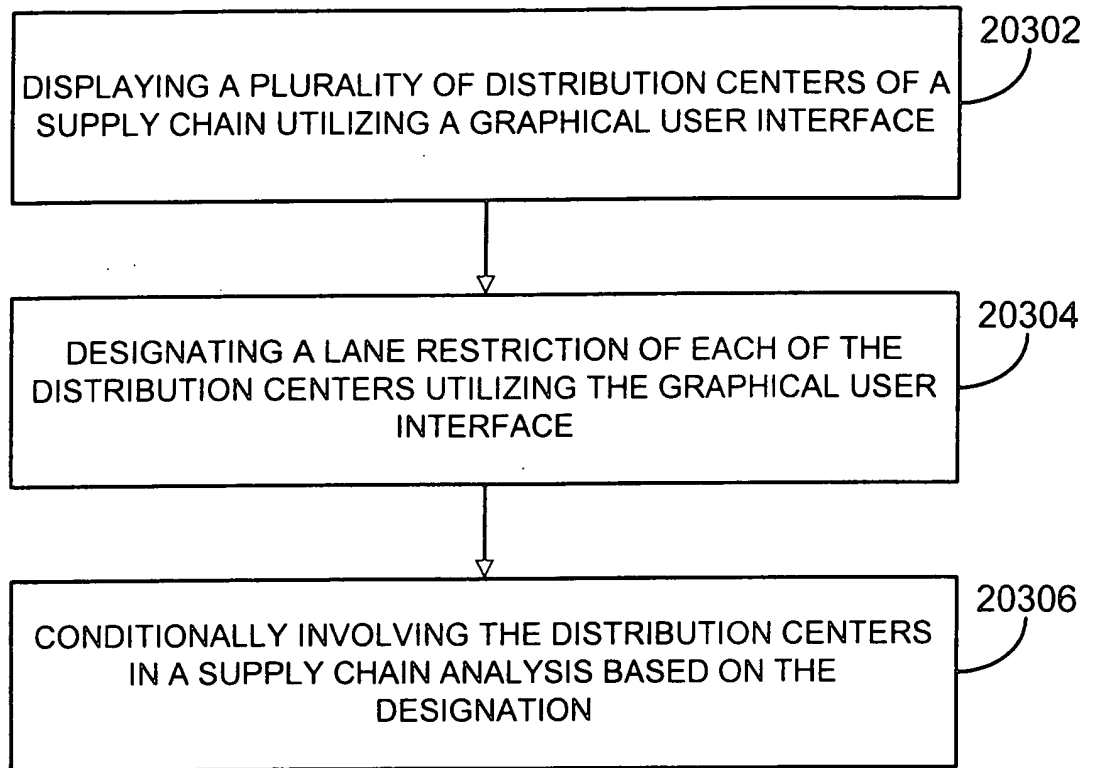 20302
DISPLAYING A PLURALITY OF DISTRIBUTION CENTERS OF A
SUPPLY CHAIN UTILIZING A GRAPHICAL USER INTERFACE
20304
DESIGNATING A LANE RESTRICTION OF EACH OF THE
DISTRIBUTION CENTERS UTILIZING THE GRAPHICAL USER
INTERFACE
20306
CONDITIONALLY INVOLVING THE DISTRIBUTION CENTERS
IN A SUPPLY CHAIN ANALYSIS BASED ON THE
DESIGNATION